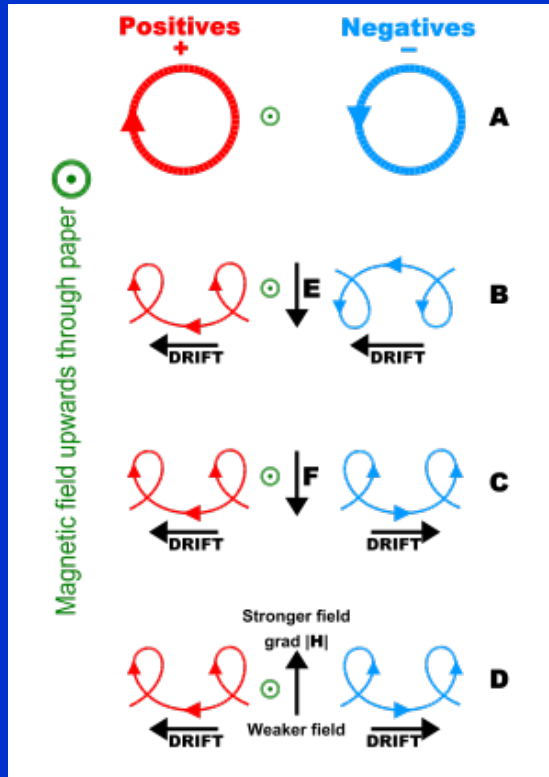 Positives
+
Negatives
–
A
Magnetic field upwards through paper
E
B
DRIFT
DRIFT
F
C
DRIFT
DRIFT
Stronger field
grad |H|
D
Weaker field
DRIFT
DRIFT